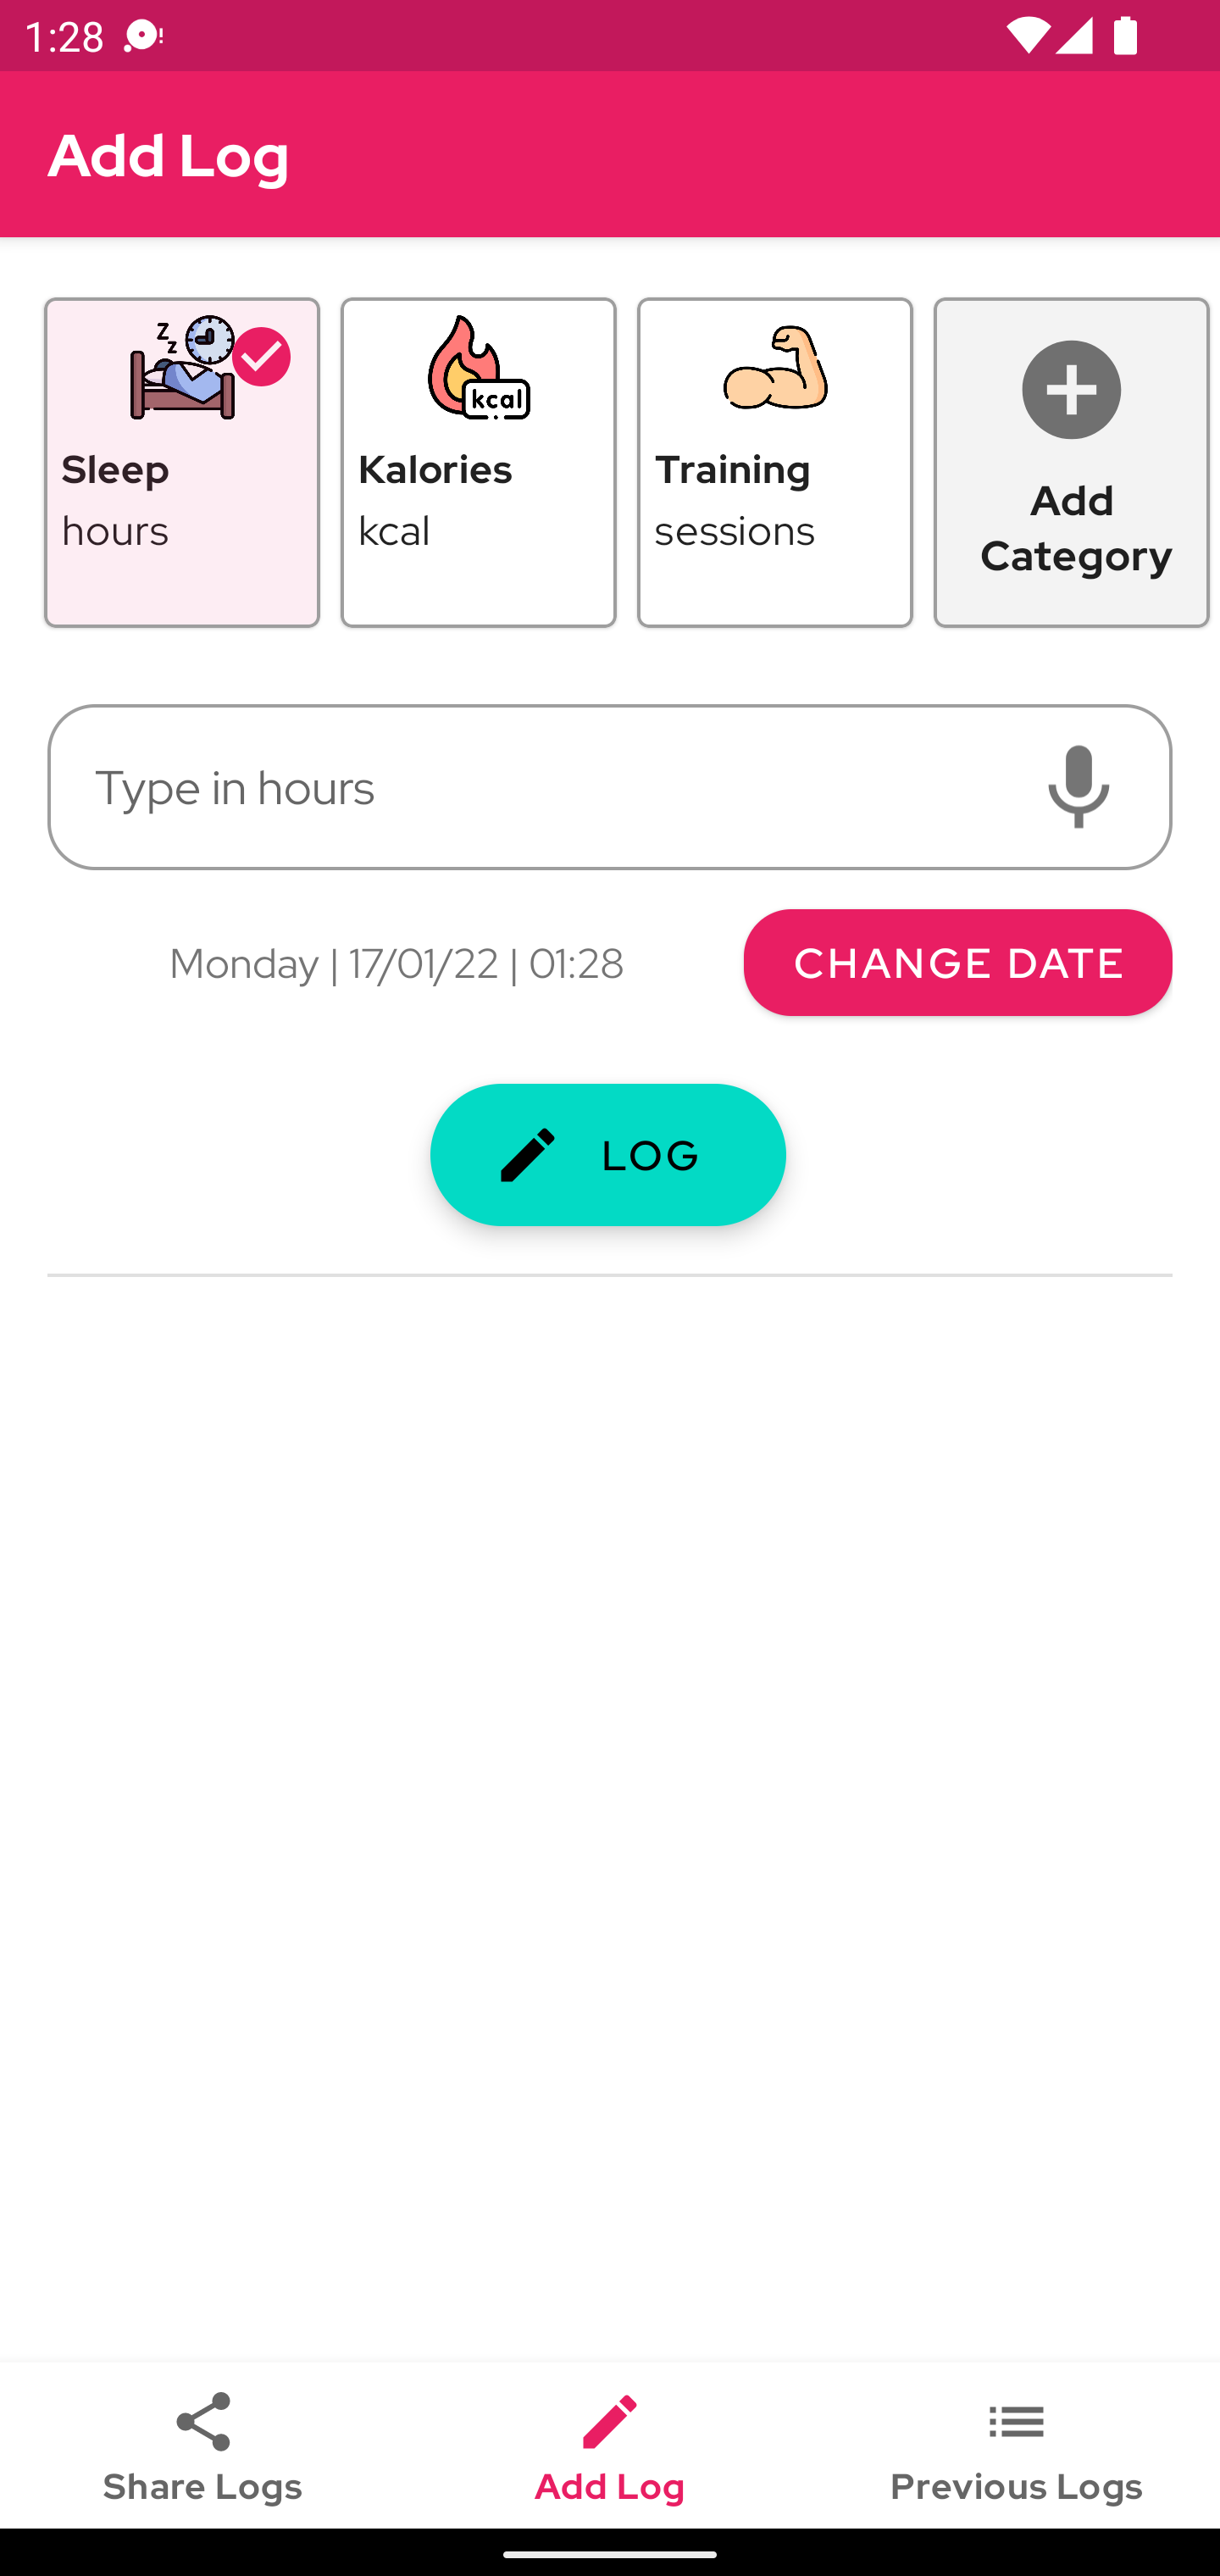 1:28
Add Log
Z
z
kcal
Sleep
hours
Kalories
kcal
Training
sessions
Add
Category
Type in hours
Monday | 17/01/22 | 01:28
CHANGE DATE
LOG
Share Logs
Add Log
Previous Logs